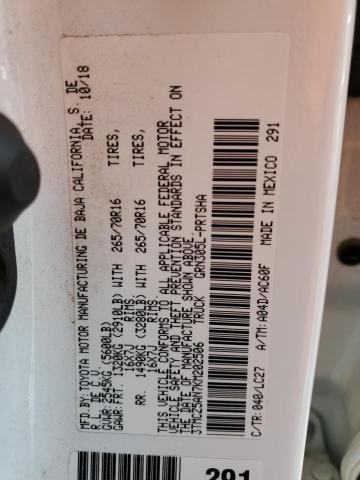 MFD.BY:TOYOTA MOTOR MANUFACTURING DE BAJA CALIFORNIA S. DE
R.L. DE C.V. DATE: 10/18
GVWR:2545KG (5600LB)
GAWR:FRT. 1320KG (2910LB) WITH 265/70R16 TIRES,
16X7J RIMS
RR. 1490KG (3280LB) WITH 265/70R16 TIRES,
16X7J RIMS
THIS VEHICLE CONFORMS TO ALL APPLICABLE FEDERAL MOTOR
VEHICLE SAFETY AND THEFT PREVENTION STANDARDS IN EFFECT ON
THE DATE OF MANUFACTURE SHOWN ABOVE.
3TMCZ5AN7KM202506 TRUCK GRN305L-PRTSHA
C/TR:040/LC27 A/TM:A04D/AC60F MADE IN MEXICO 291
291